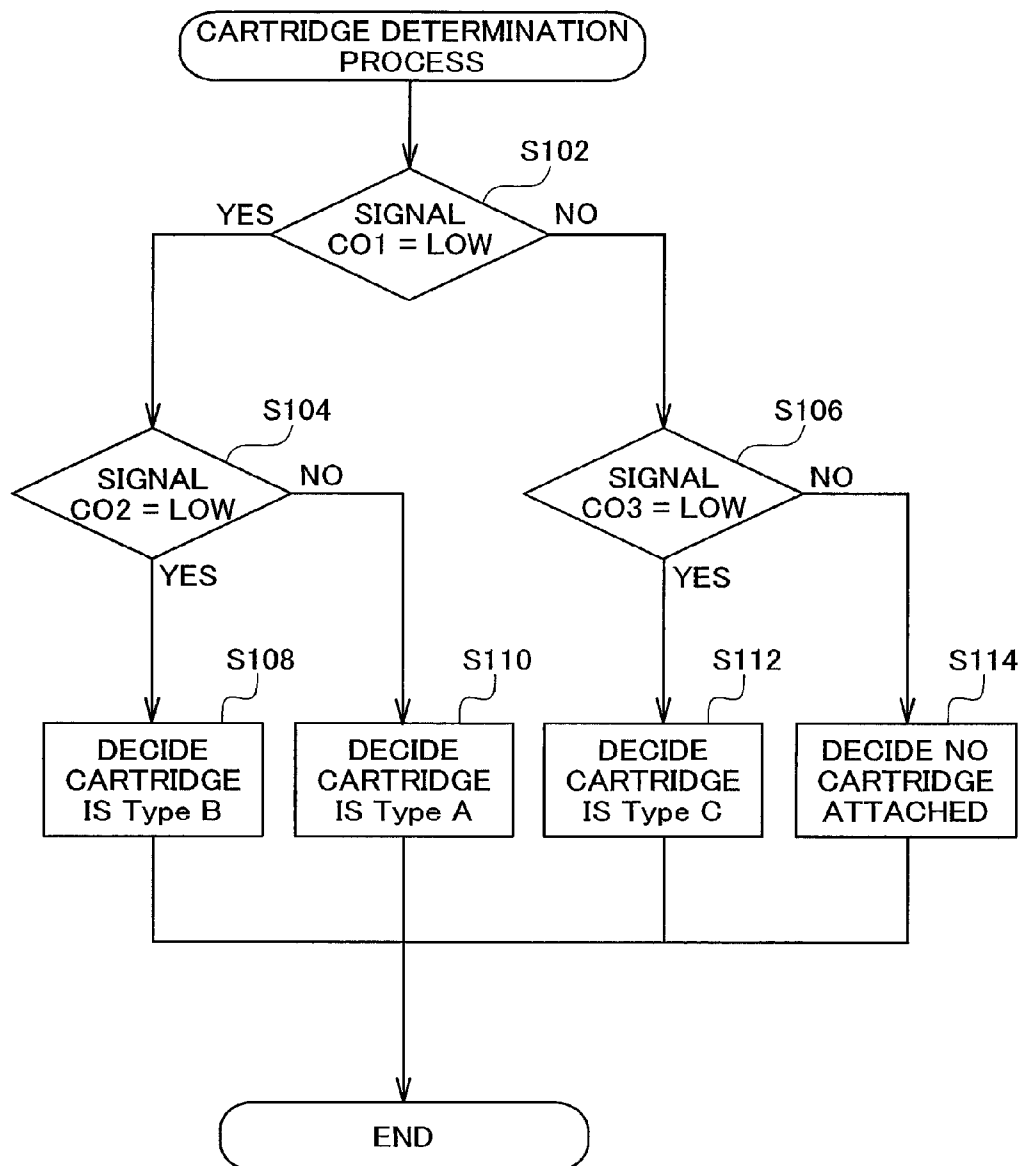 CARTRIDGE DETERMINATION
PROCESS
S102
YES
SIGNAL
CO1 = LOW
NO
S104
SIGNAL
CO2 = LOW
NO
YES
S106
SIGNAL
CO3 = LOW
NO
YES
S108
DECIDE
CARTRIDGE
IS Type B
S110
DECIDE
CARTRIDGE
IS Type A
S112
DECIDE
CARTRIDGE
IS Type C
S114
DECIDE NO
CARTRIDGE
ATTACHED
END